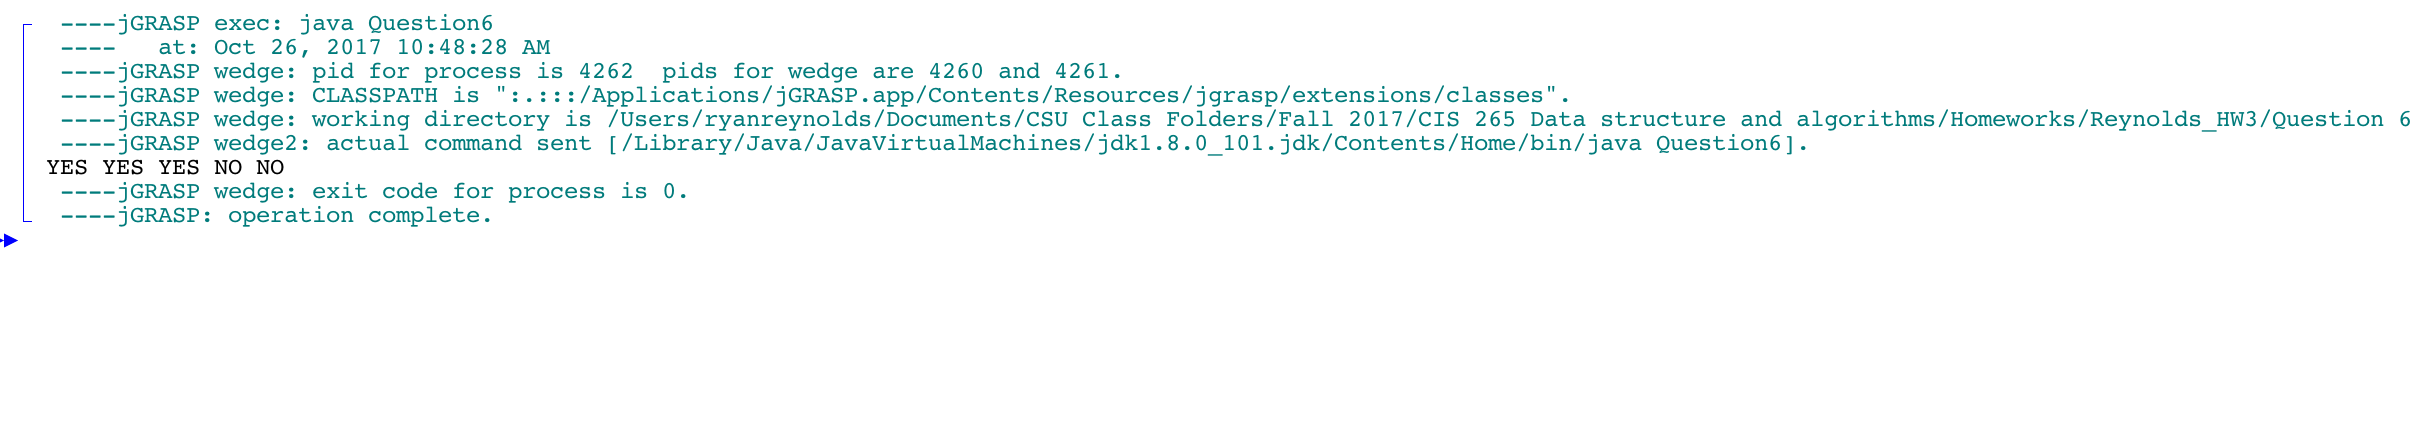 ----jGRASP exec: java Question6
----   at: Oct 26, 2017 10:48:28 AM
----jGRASP wedge: pid for process is 4262  pids for wedge are 4260 and 4261.
----jGRASP wedge: CLASSPATH is ":.:::/Applications/jGRASP.app/Contents/Resources/jgrasp/extensions/classes".
----jGRASP wedge: working directory is /Users/ryanreynolds/Documents/CSU Class Folders/Fall 2017/CIS 265 Data structure and algorithms/Homeworks/Reynolds_HW3/Question 6
----jGRASP wedge2: actual command sent [/Library/Java/JavaVirtualMachines/jdk1.8.0_101.jdk/Contents/Home/bin/java Question6].
YES YES YES NO NO
----jGRASP wedge: exit code for process is 0.
----jGRASP: operation complete.